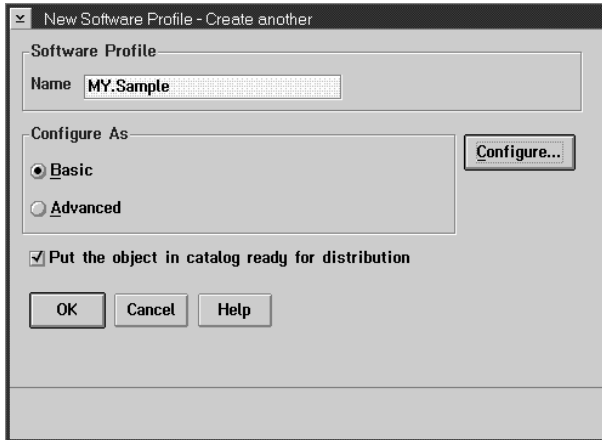 New Software Profile - Create another
Software Profile
Name MY.Sample
Configure As
Basic
Configure...
Advanced
Put the object in catalog ready for distribution
OK Cancel Help